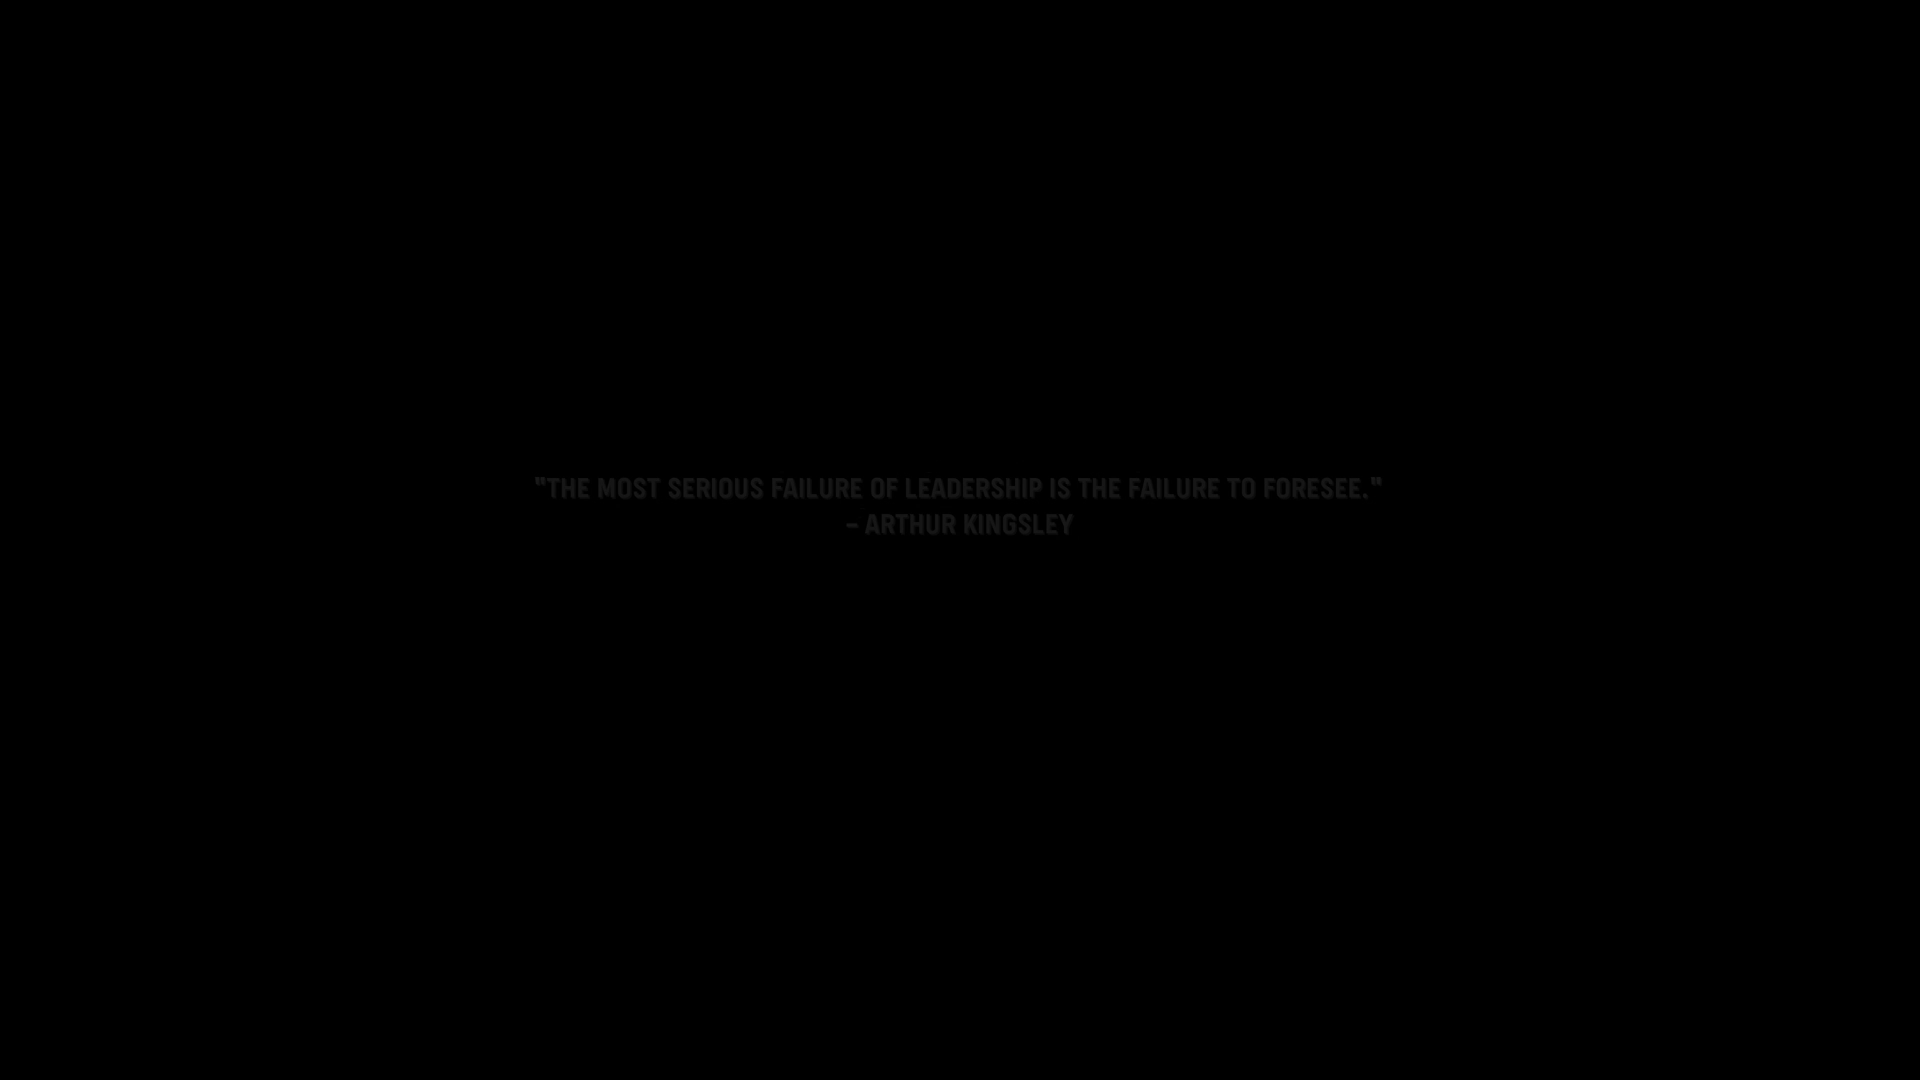 "THE MOST SERIOUS FAILURE OF LEADERSHIP IS THE FAILURE TO FORESEE."
– ARTHUR KINGSLEY